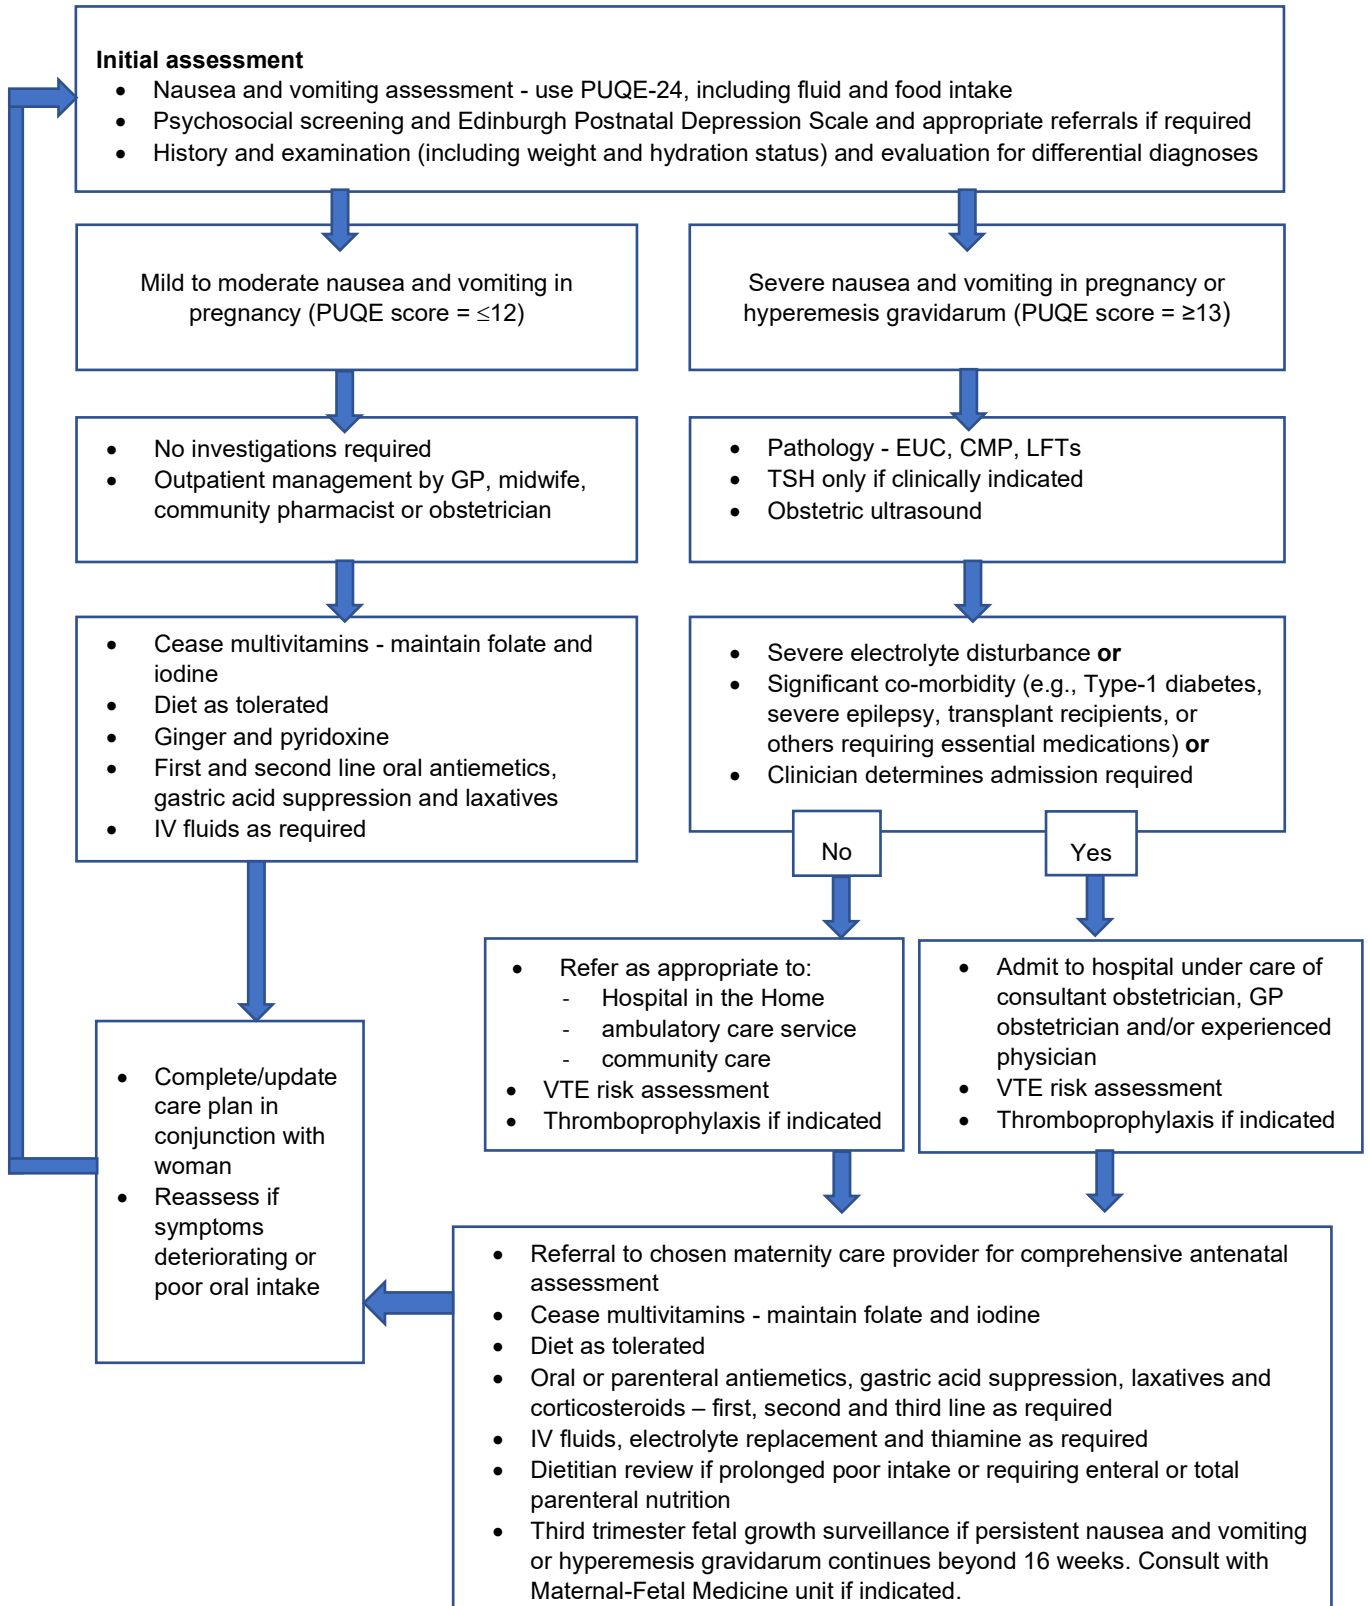 Initial assessment
• Nausea and vomiting assessment - use PUQE-24, including fluid and food intake
• Psychosocial screening and Edinburgh Postnatal Depression Scale and appropriate referrals if required
• History and examination (including weight and hydration status) and evaluation for differential diagnoses
Mild to moderate nausea and vomiting in
pregnancy (PUQE score = ≤12)
Severe nausea and vomiting in pregnancy or
hyperemesis gravidarum (PUQE score = ≥13)
• No investigations required
• Outpatient management by GP, midwife,
community pharmacist or obstetrician
• Pathology - EUC, CMP, LFTs
• TSH only if clinically indicated
• Obstetric ultrasound
• Cease multivitamins - maintain folate and
iodine
• Diet as tolerated
• Ginger and pyridoxine
• First and second line oral antiemetics,
gastric acid suppression and laxatives
• IV fluids as required
• Severe electrolyte disturbance or
• Significant co-morbidity (e.g., Type-1 diabetes,
severe epilepsy, transplant recipients, or
others requiring essential medications) or
• Clinician determines admission required
No
Yes
• Refer as appropriate to:
- Hospital in the Home
- ambulatory care service
- community care
• VTE risk assessment
• Thromboprophylaxis if indicated
• Admit to hospital under care of
consultant obstetrician, GP
obstetrician and/or experienced
physician
• VTE risk assessment
• Thromboprophylaxis if indicated
• Complete/update
care plan in
conjunction with
woman
• Reassess if
symptoms
deteriorating or
poor oral intake
• Referral to chosen maternity care provider for comprehensive antenatal
assessment
• Cease multivitamins - maintain folate and iodine
• Diet as tolerated
• Oral or parenteral antiemetics, gastric acid suppression, laxatives and
corticosteroids – first, second and third line as required
• IV fluids, electrolyte replacement and thiamine as required
• Dietitian review if prolonged poor intake or requiring enteral or total
parenteral nutrition
• Third trimester fetal growth surveillance if persistent nausea and vomiting
or hyperemesis gravidarum continues beyond 16 weeks. Consult with
Maternal-Fetal Medicine unit if indicated.